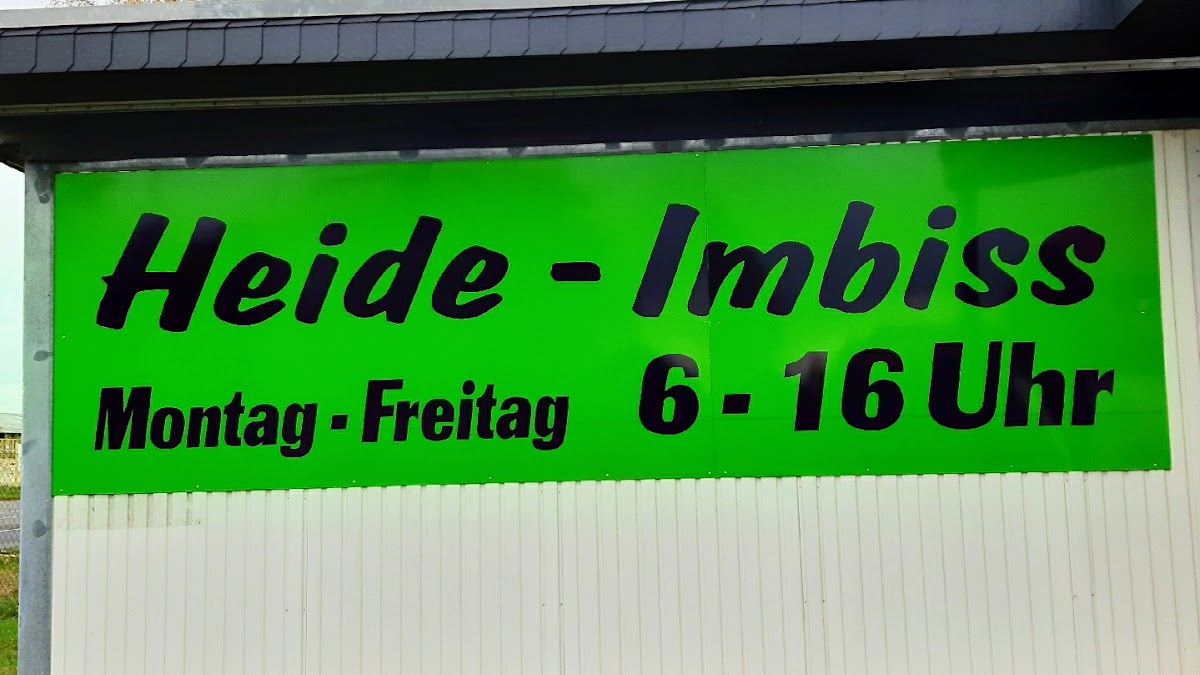 Heide - Imbiss
Montag - Freitag 6 - 16 Uhr